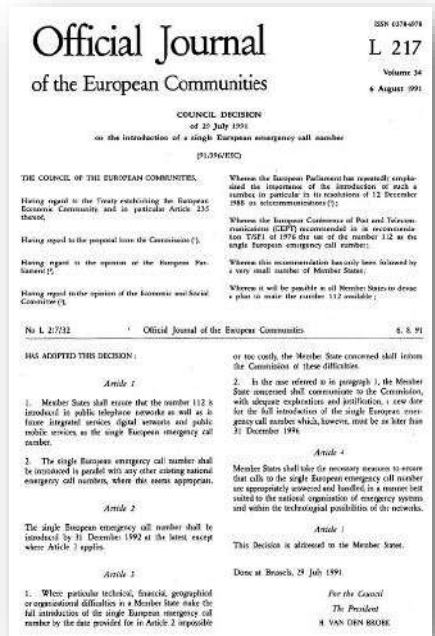 ISSN 0378-6978
Official Journal
of the European Communities
L 217
Volume 34
6 August 1991
COUNCIL DECISION
of 29 July 1991
on the introduction of a single European emergency call number
(91/396/EEC)
THE COUNCIL OF THE EUROPEAN COMMUNITIES,
Having regard to the Treaty establishing the European
Economic Community, and in particular Article 235
thereof,
Having regard to the proposal from the Commission (¹),
Having regard to the opinion of the European Par-
liament (²),
Having regard to the opinion of the Economic and Social
Committee (³),
Whereas the European Parliament has repeatedly empha-
sized the importance of the introduction of such a
number, in particular in its resolutions of 12 December
1988 on telecommunications (⁴);
Whereas the European Conference of Post and Telecom-
munications (CEPT) recommended in its recommenda-
tion T/SF1 of 1976 the use of the number 112 as the
single European emergency call number;
Whereas this recommendation has only been followed by
a very small number of Member States;
Whereas it will be possible in all Member States to devise
a plan to make the number 112 available;
No L 217/32
Official Journal of the European Communities
6. 8. 91
HAS ADOPTED THIS DECISION:
Article 1
1. Member States shall ensure that the number 112 is
introduced in public telephone networks as well as in
future integrated services digital networks and public
mobile services, as the single European emergency call
number.
2. The single European emergency call number shall
be introduced in parallel with any other existing national
emergency call numbers, where this seems appropriate.
Article 2
The single European emergency call number shall be
introduced by 31 December 1992 at the latest except
where Article 3 applies.
Article 3
1. Where particular technical, financial, geographical
or organizational difficulties in a Member State make the
full introduction of the single European emergency call
number by the date provided for in Article 2 impossible
or too costly, the Member State concerned shall inform
the Commission of these difficulties.
2. In the case referred to in paragraph 1, the Member
State concerned shall communicate to the Commission,
with adequate explanations and justification, a new date
for the full introduction of the single European emer-
gency call number which, however, must be no later than
31 December 1996.
Article 4
Member States shall take the necessary measures to ensure
that calls to the single European emergency call number
are appropriately answered and handled, in a manner best
suited to the national organization of emergency systems
and within the technological possibilities of the networks.
Article
This Decision is addressed to the Member States.
Done at Brussels, 29 July 1991.
For the Council
The President
H. VAN DEN BROEK